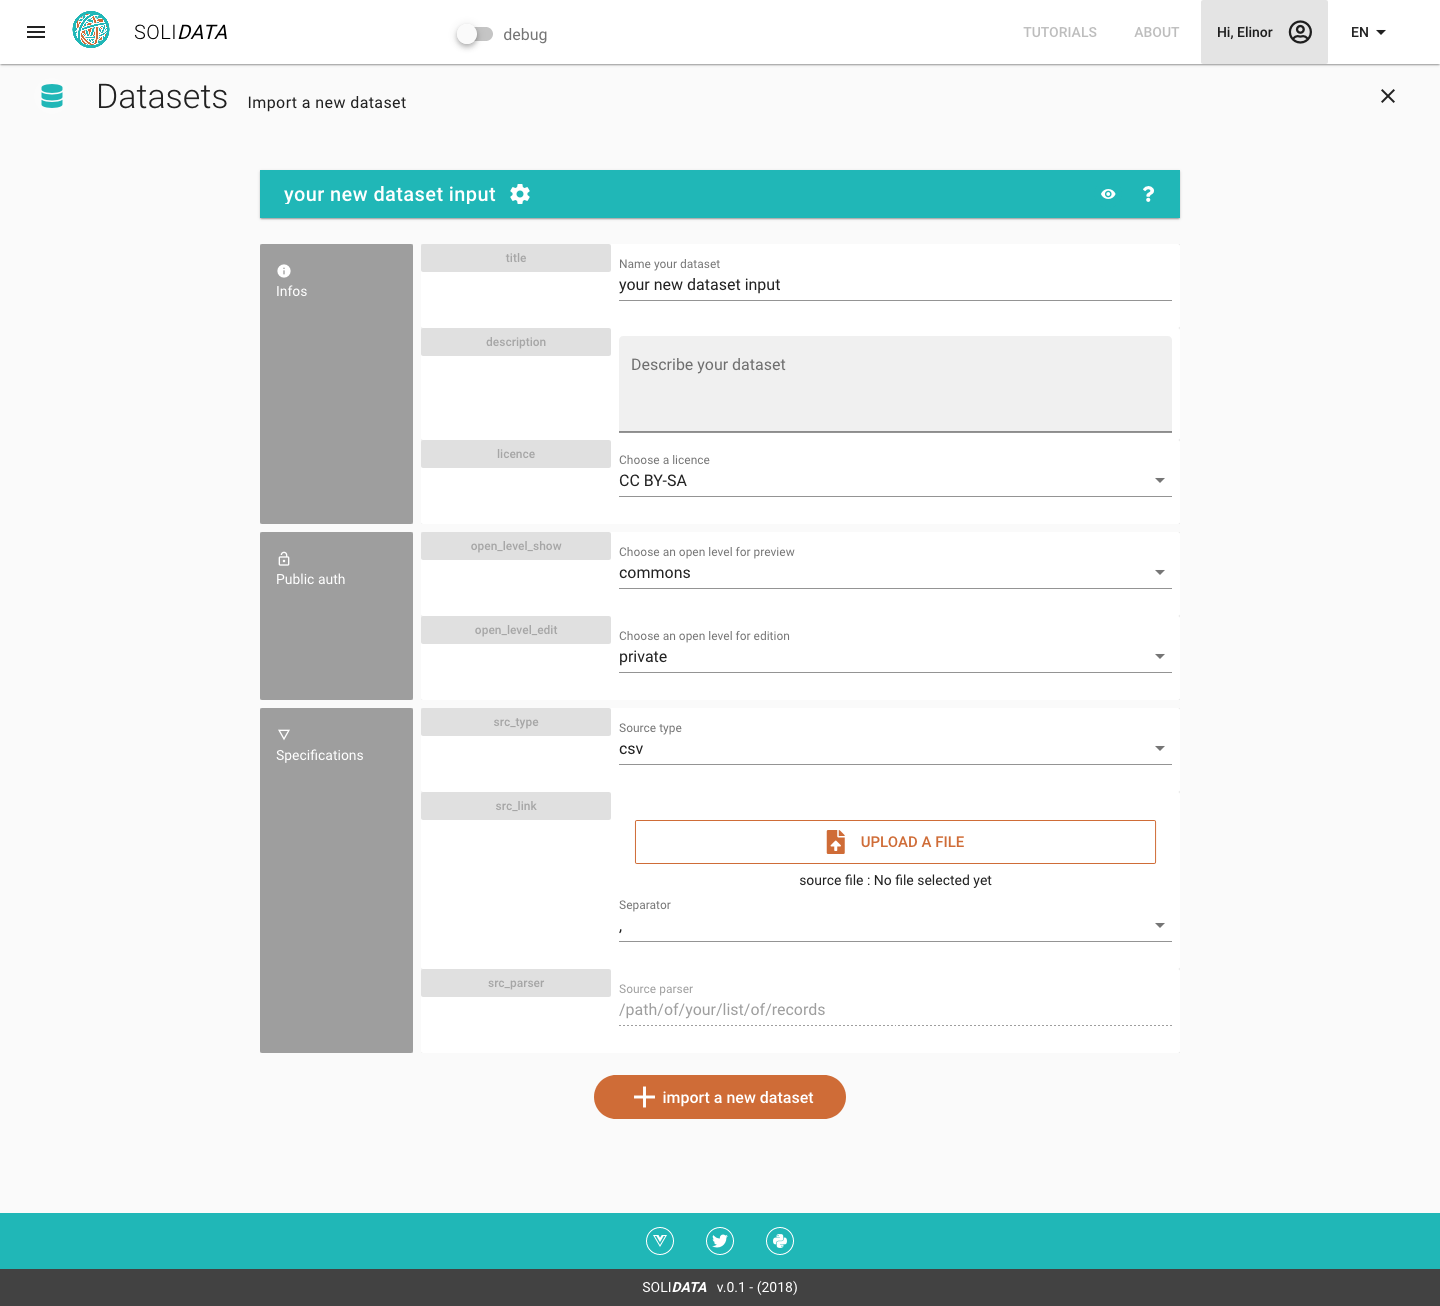 SOLIDATA
debug
TUTORIALS
ABOUT
Hi, Elinor
EN
Datasets
Import a new dataset
your new dataset input
?
Infos
title
Name your dataset
your new dataset input
description
Describe your dataset
licence
Choose a licence
CC BY-SA
Public auth
open_level_show
Choose an open level for preview
commons
open_level_edit
Choose an open level for edition
private
Specifications
src_type
Source type
csv
src_link
UPLOAD A FILE
source file : No file selected yet
Separator
,
src_parser
Source parser
/path/of/your/list/of/records
import a new dataset
SOLIDATA v.0.1 - (2018)